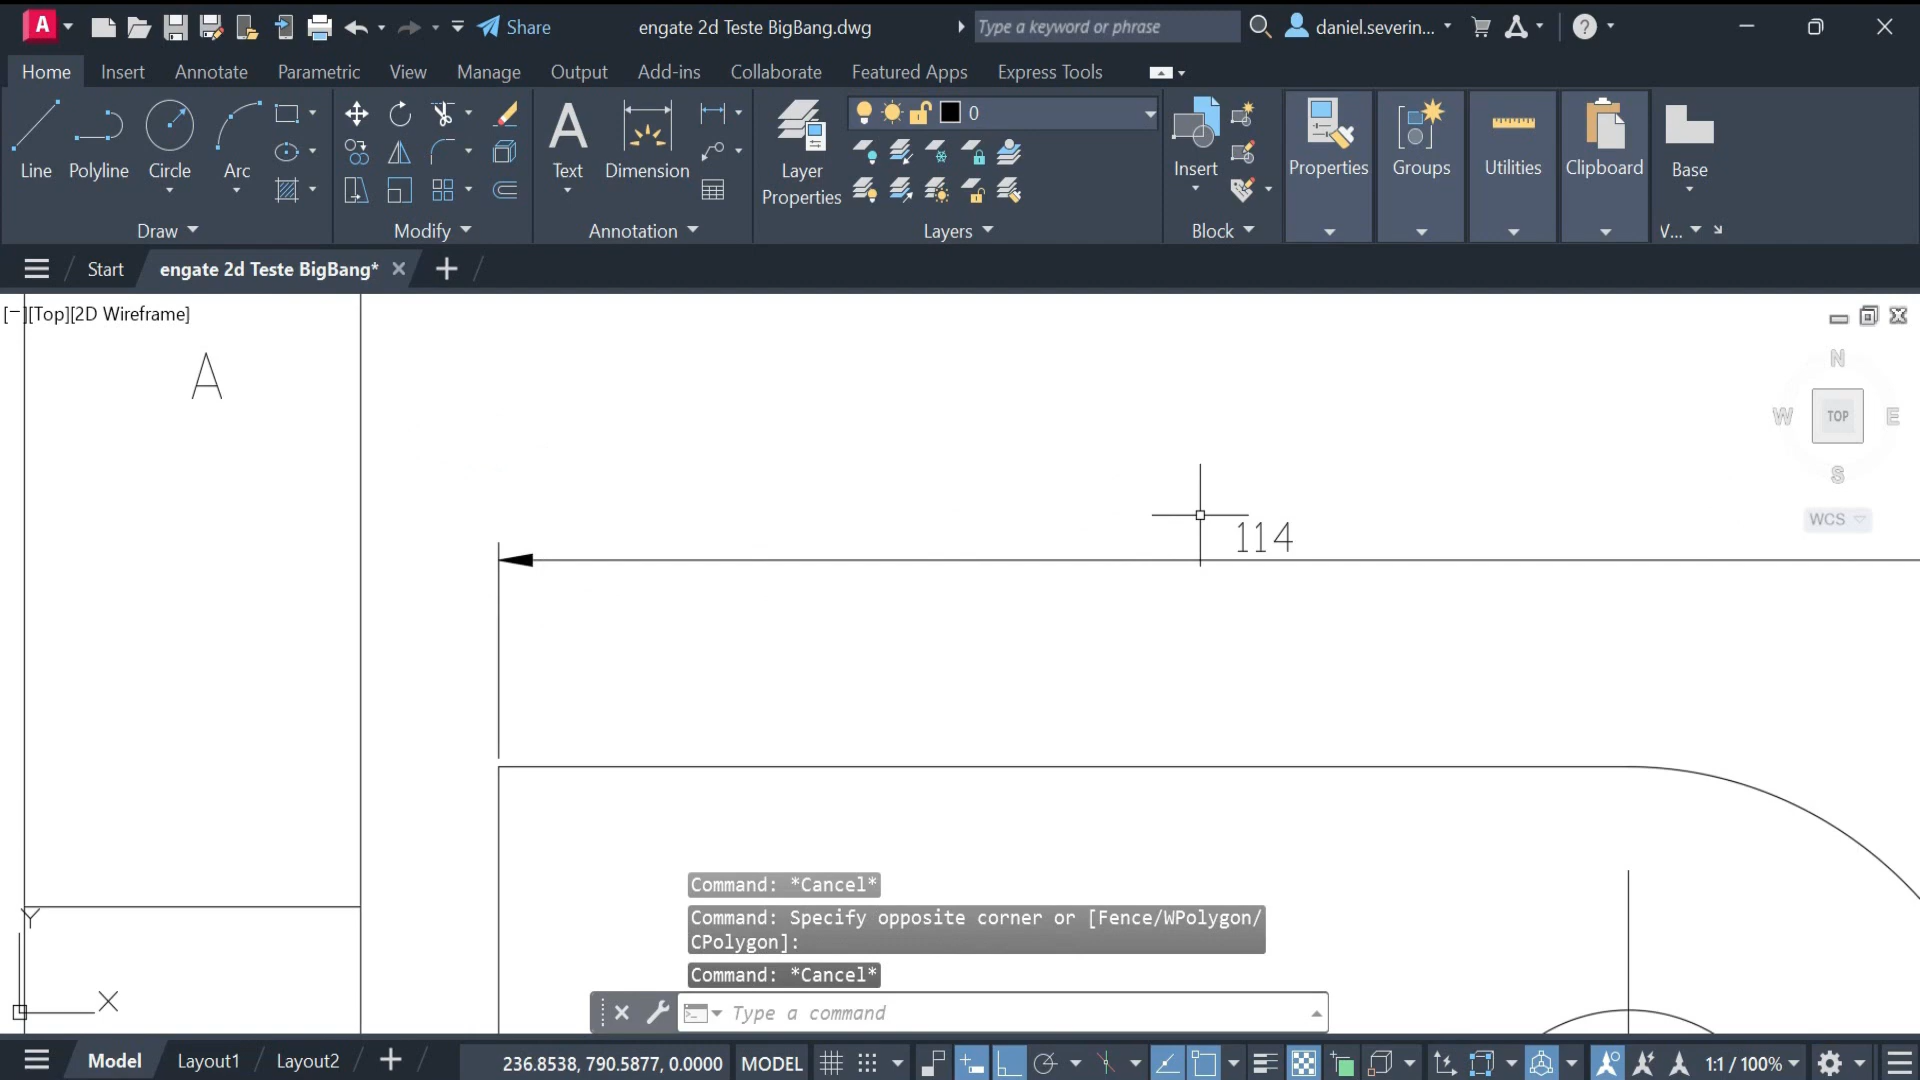 A
Share
engate 2d Teste BigBang.dwg
Type a keyword or phrase
daniel.severin...
Home
Insert
Annotate
Parametric
View
Manage
Output
Add-ins
Collaborate
Featured Apps
Express Tools
Line
Polyline
Circle
Arc
Text
Dimension
Layer
Properties
0
Insert
Properties
Groups
Utilities
Clipboard
Base
Draw
Modify
Annotation
Layers
Block
V...
Start
engate 2d Teste BigBang*
[−][Top][2D Wireframe]
A
N
W
TOP
E
S
WCS
114
Y
X
Command: *Cancel*
Command: Specify opposite corner or [Fence/WPolygon/
CPolygon]:
Command: *Cancel*
Type a command
Model
Layout1
Layout2
236.8538, 790.5877, 0.0000
MODEL
1:1 / 100%